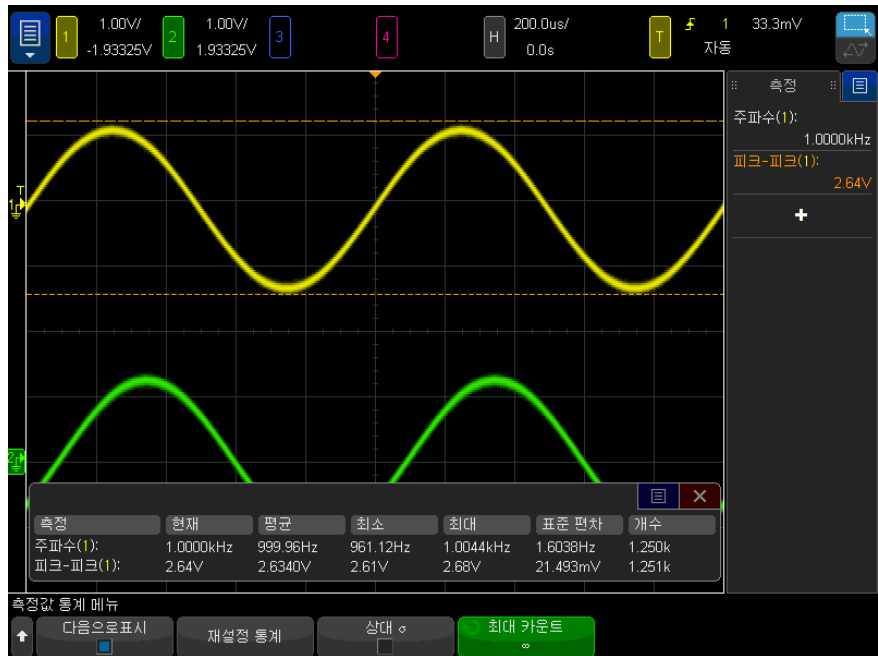 1 1.00V/ 2 1.00V/ 3 4 H 200.0us/ T 1 33.3mV
-1.93325V 1.93325V 0.0s 자동
측정
주파수(1):
1.0000kHz
피크-피크(1):
2.64V
T
1
2
측정 현재 평균 최소 최대 표준 편차 개수
주파수(1): 1.0000kHz 999.96Hz 961.12Hz 1.0044kHz 1.6038Hz 1.250k
피크-피크(1): 2.64V 2.6340V 2.61V 2.68V 21.493mV 1.251k
측정값 통계 메뉴
다음으로표시 재설정 통계 상대 σ 최대 카운트
∞